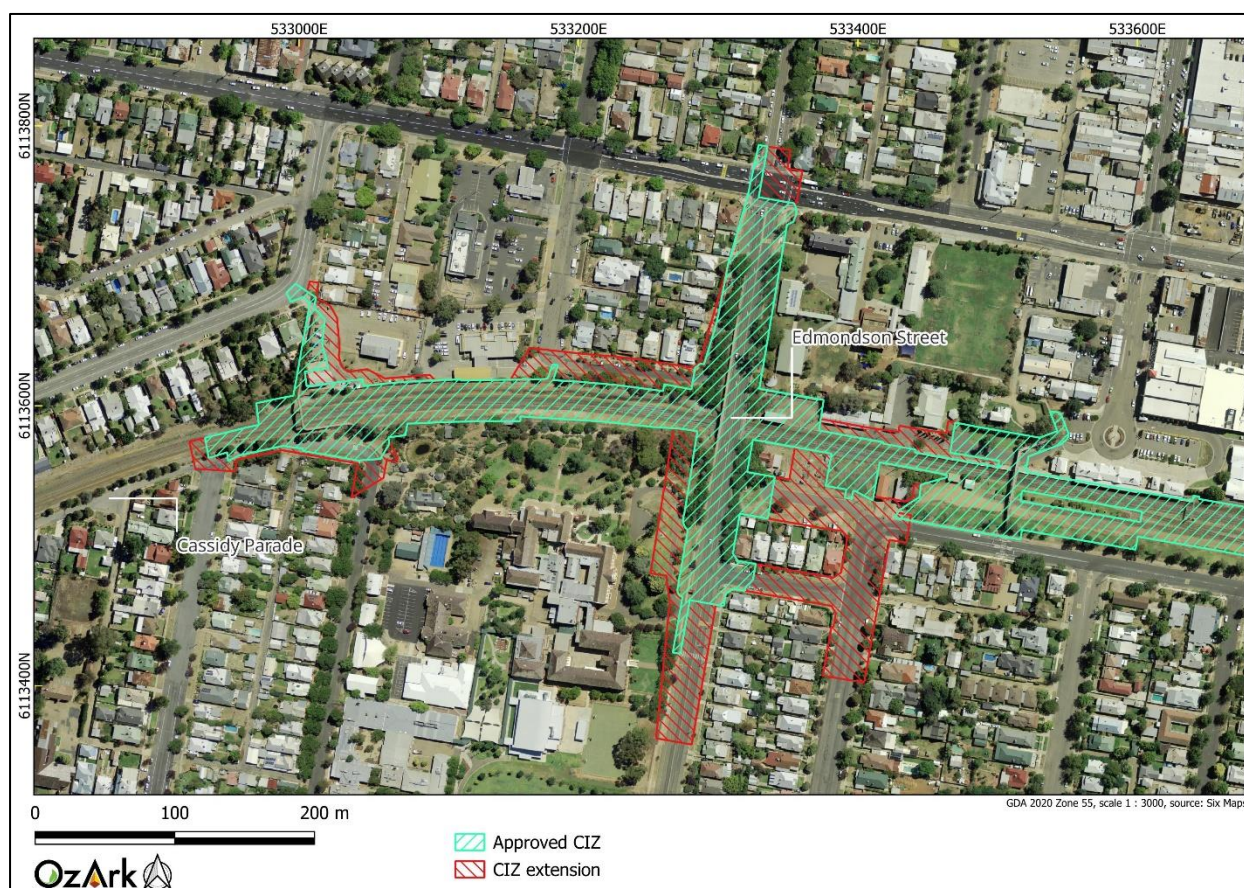 533000E
533200E
533400E
533600E
6113800N
6113600N
6113400N
Edmondson Street
Cassidy Parade
GDA 2020 Zone 55, scale 1 : 3000, source: Six Maps
0
100
200 m
Approved CIZ
CIZ extension
OzArk